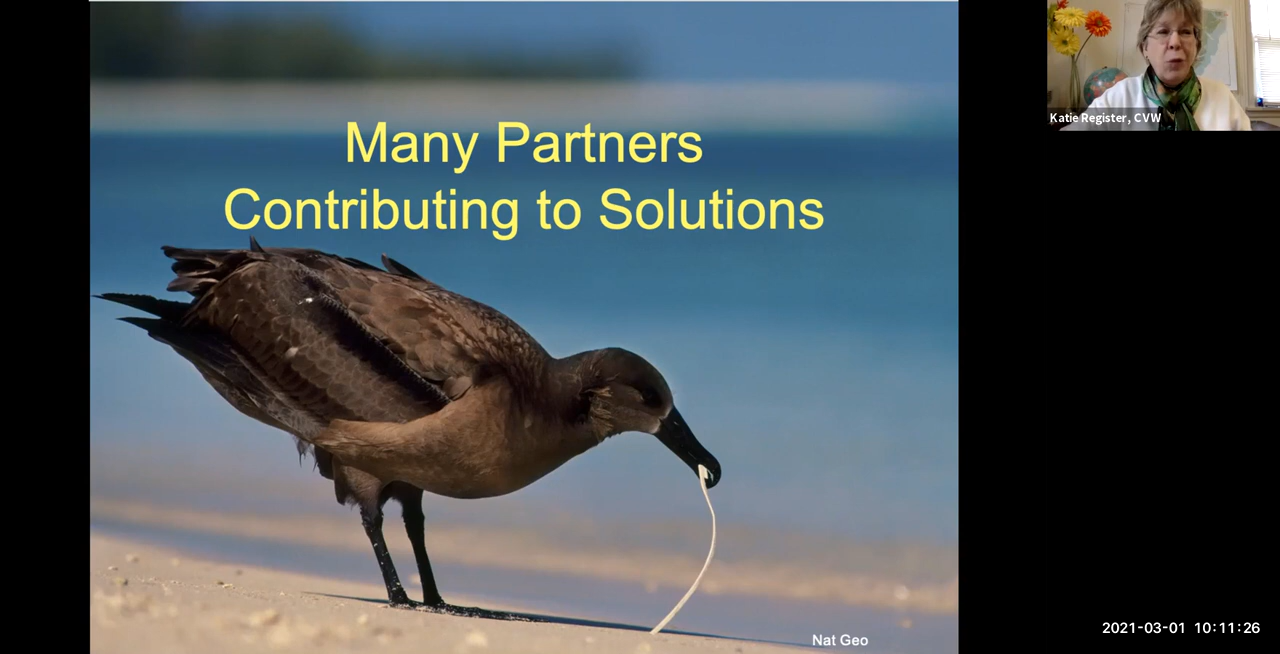 Many Partners
Contributing to Solutions
Katie Register, CVW
Nat Geo
2021-03-01 10:11:26